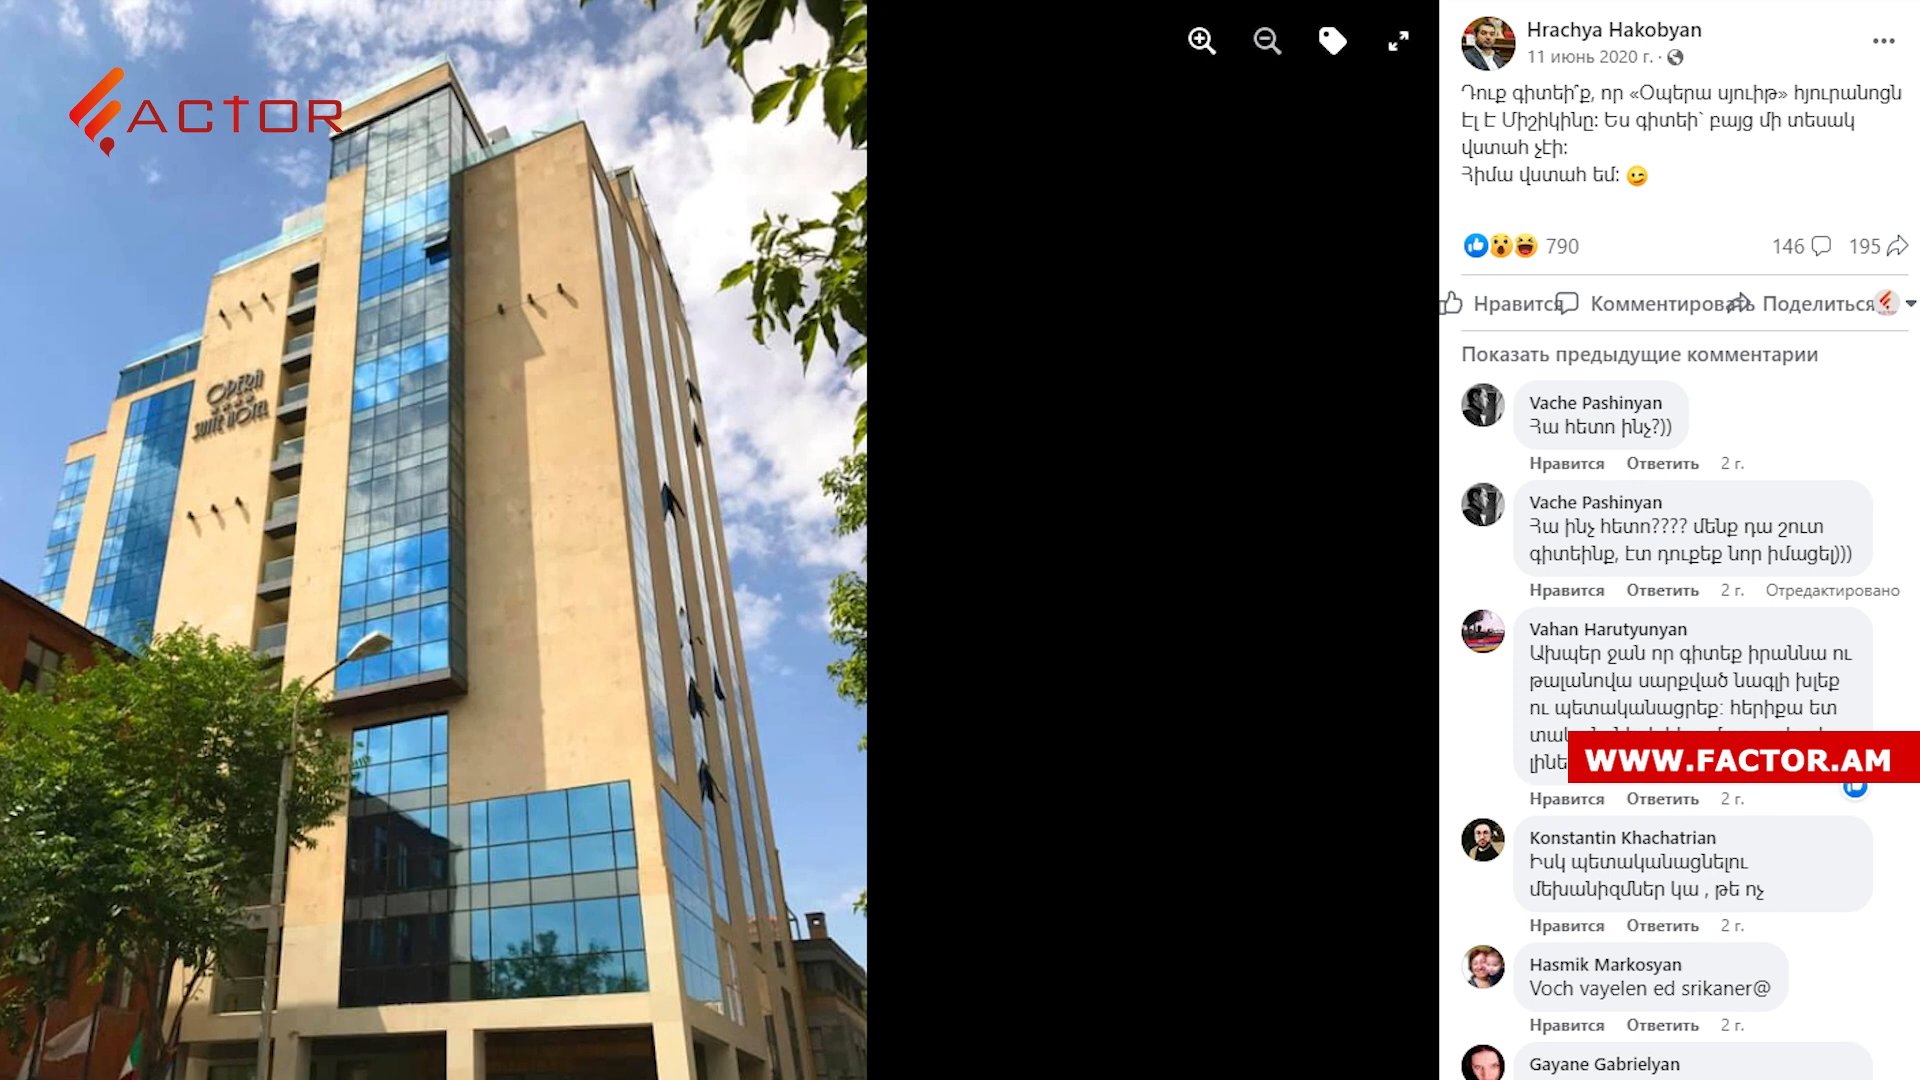 ACTOR
OPERA
SUITE HOTEL
Hrachya Hakobyan
11 июнь 2020 г. ·
Դուք գիտեի՞ք, որ «Օպերա սյուիթ» հյուրանոցն
Էլ Է Միշիկինը: Ես գիտեի` բայց մի տեսակ
վստահ չէի:
Հիմա վստահ եմ:
790
146
195
Нравится
Комментировать
Поделиться
Показать предыдущие комментарии
Vache Pashinyan
Հա հետո ինչ?))
Нравится Ответить 2 г.
Vache Pashinyan
Հա ինչ հետո???? մենք դա շուտ
գիտեինք, էտ դուքեք նոր իմացել)))
Нравится Ответить 2 г. Отредактировано
Vahan Harutyunyan
Ախպեր ջան որ գիտեք իրաննա ու
թալանովա սարքված նագլի խլեք
ու պետականացրեք: հերիքա ետ
WWW.FACTOR.AM
Нравится Ответить 2 г.
Konstantin Khachatrian
Իսկ պետականացնելու
մեխանիզմներ կա , թե ոչ
Нравится Ответить 2 г.
Hasmik Markosyan
Voch vayelen ed srikaner@
Нравится Ответить 2 г.
Gayane Gabrielyan